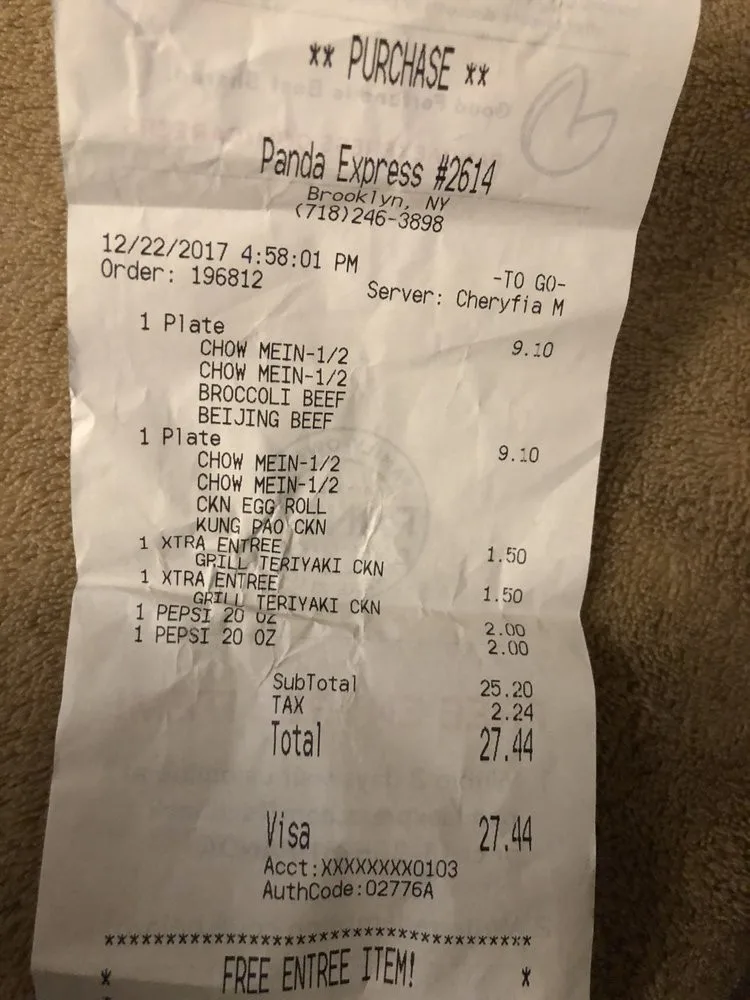 ** PURCHASE **
Panda Express #2614
Brooklyn, NY
(718)246-3898
12/22/2017 4:58:01 PM
-TO GO-
Order: 196812
Server: Cheryfia M
1 Plate 9.10
CHOW MEIN-1/2
CHOW MEIN-1/2
BROCCOLI BEEF
BEIJING BEEF
1 Plate 9.10
CHOW MEIN-1/2
CHOW MEIN-1/2
CKN EGG ROLL
KUNG PAO CKN
1 XTRA ENTREE 1.50
GRILL TERIYAKI CKN
1 XTRA ENTREE 1.50
GRILL TERIYAKI CKN
1 PEPSI 20 OZ 2.00
1 PEPSI 20 OZ 2.00
SubTotal 25.20
TAX 2.24
Total 27.44
Visa 27.44
Acct:XXXXXXXX0103
AuthCode:02776A
****************************************
* FREE ENTREE ITEM! *